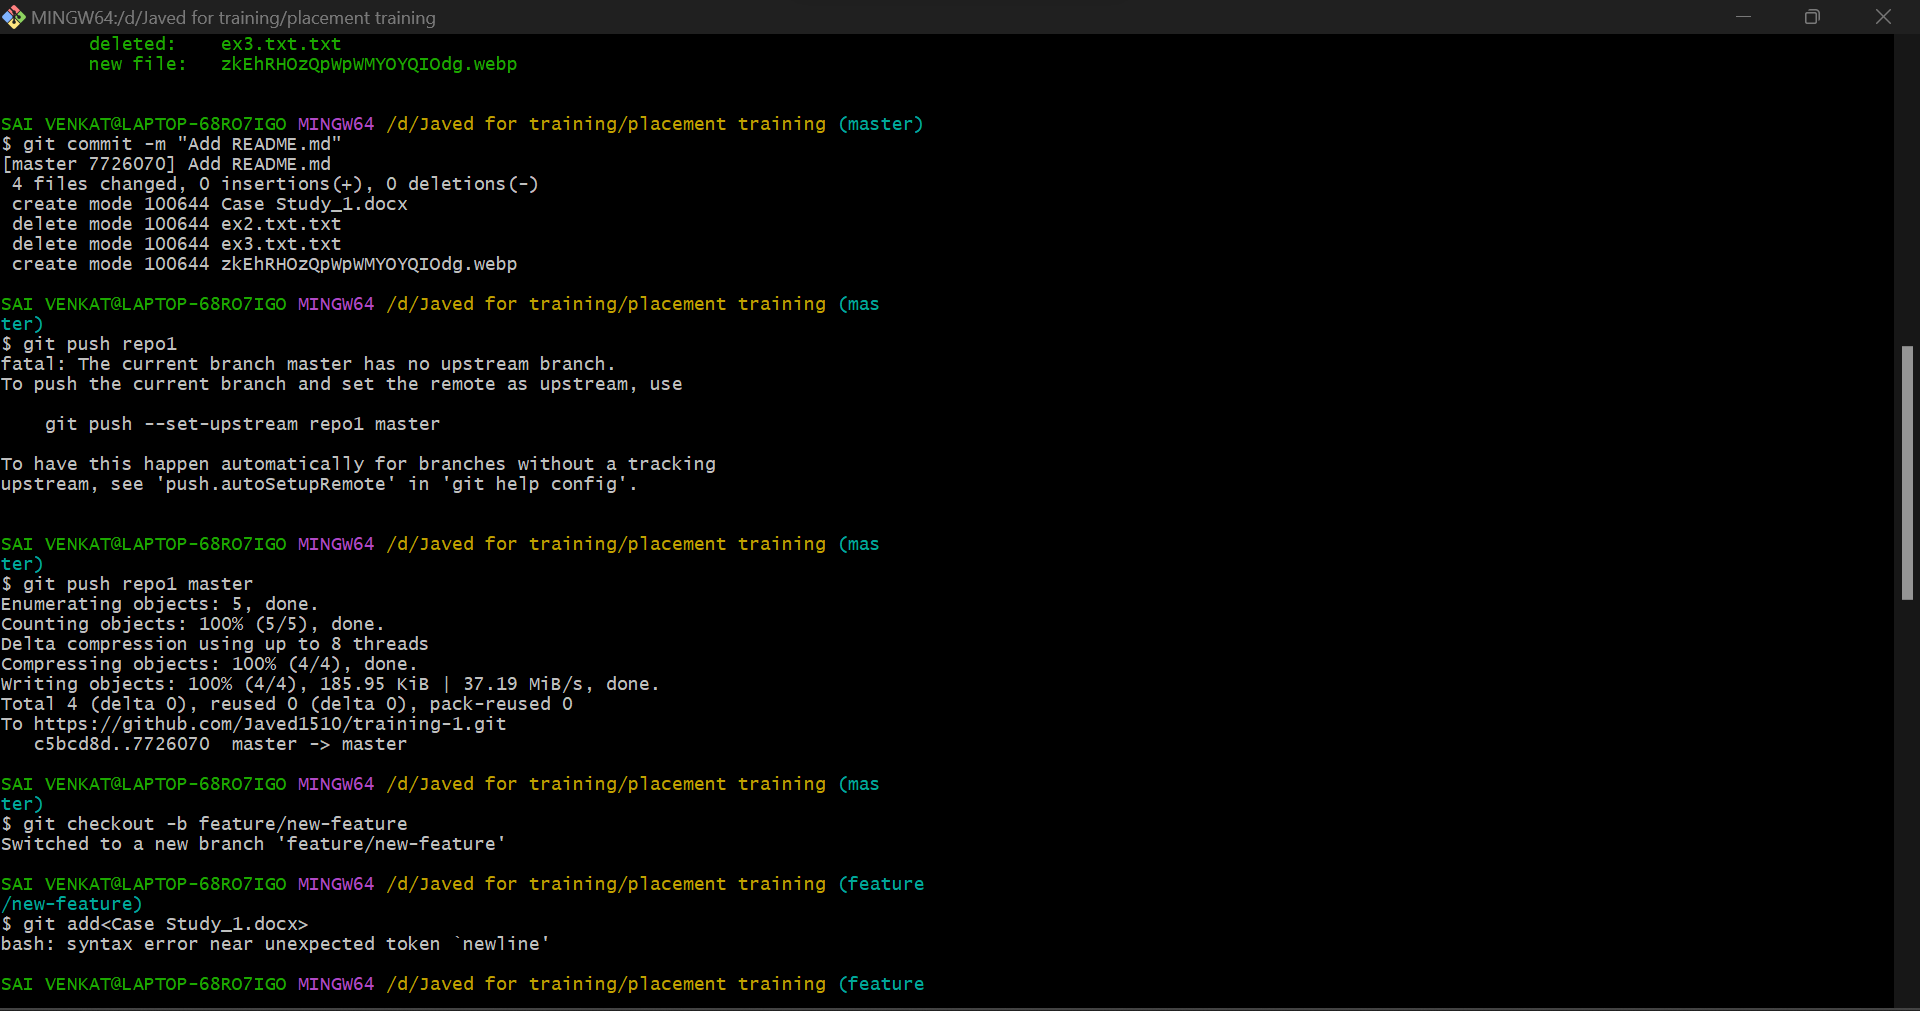 MINGW64:/d/Javed for training/placement training
deleted:    ex3.txt.txt
new file:   zkEhRHOzQpWpWMYOYQIOdg.webp
SAI VENKAT@LAPTOP-68RO7IGO MINGW64 /d/Javed for training/placement training (master)
$ git commit -m "Add README.md"
[master 7726070] Add README.md
4 files changed, 0 insertions(+), 0 deletions(-)
create mode 100644 Case Study_1.docx
delete mode 100644 ex2.txt.txt
delete mode 100644 ex3.txt.txt
create mode 100644 zkEhRHOzQpWpWMYOYQIOdg.webp
SAI VENKAT@LAPTOP-68RO7IGO MINGW64 /d/Javed for training/placement training (mas
ter)
$ git push repo1
fatal: The current branch master has no upstream branch.
To push the current branch and set the remote as upstream, use
git push --set-upstream repo1 master
To have this happen automatically for branches without a tracking
upstream, see 'push.autoSetupRemote' in 'git help config'.
SAI VENKAT@LAPTOP-68RO7IGO MINGW64 /d/Javed for training/placement training (mas
ter)
$ git push repo1 master
Enumerating objects: 5, done.
Counting objects: 100% (5/5), done.
Delta compression using up to 8 threads
Compressing objects: 100% (4/4), done.
Writing objects: 100% (4/4), 185.95 KiB | 37.19 MiB/s, done.
Total 4 (delta 0), reused 0 (delta 0), pack-reused 0
To https://github.com/Javed1510/training-1.git
c5bcd8d..7726070  master -> master
SAI VENKAT@LAPTOP-68RO7IGO MINGW64 /d/Javed for training/placement training (mas
ter)
$ git checkout -b feature/new-feature
Switched to a new branch 'feature/new-feature'
SAI VENKAT@LAPTOP-68RO7IGO MINGW64 /d/Javed for training/placement training (feature
/new-feature)
$ git add<Case Study_1.docx>
bash: syntax error near unexpected token `newline'
SAI VENKAT@LAPTOP-68RO7IGO MINGW64 /d/Javed for training/placement training (feature